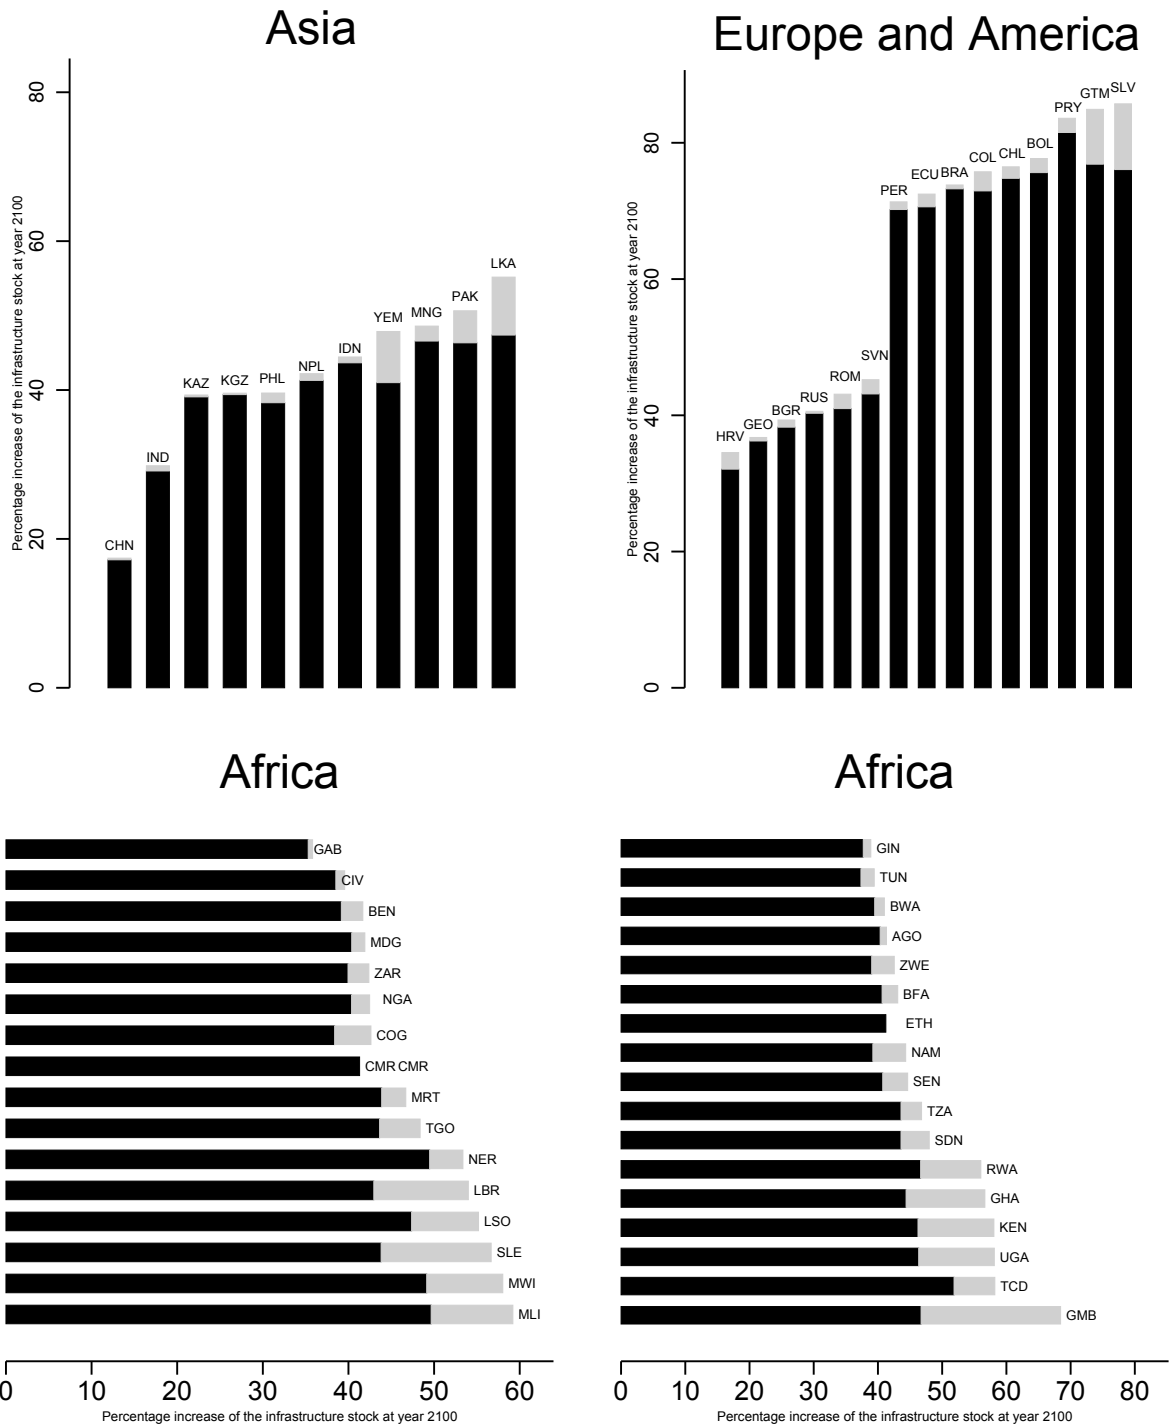 Asia
Percentage increase of the infrastructure stock at year 2100
80
60
40
20
0
CHN
IND
KAZ
KGZ
PHL
NPL
IDN
YEM
MNG
PAK
LKA
Europe and America
Percentage increase of the infrastructure stock at year 2100
80
60
40
20
0
HRV
GEO
BGR
RUS
ROM
SVN
PER
ECU
BRA
COL
CHL
BOL
PRY
GTM
SLV
Africa
GAB
CIV
BEN
MDG
ZAR
NGA
COG
CMR CMR
MRT
TGO
NER
LBR
LSO
SLE
MWI
MLI
0 10 20 30 40 50 60
Percentage increase of the infrastructure stock at year 2100
Africa
GIN
TUN
BWA
AGO
ZWE
BFA
ETH
NAM
SEN
TZA
SDN
RWA
GHA
KEN
UGA
TCD
GMB
0 10 20 30 40 50 60 70 80
Percentage increase of the infrastructure stock at year 2100